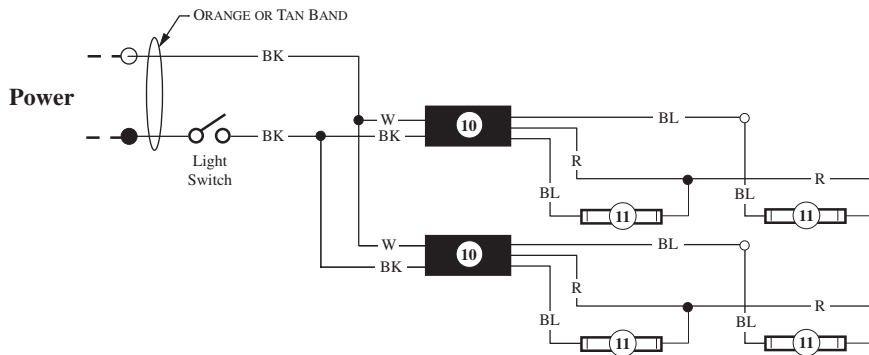 ORANGE OR TAN BAND
BK
Power
W
BL
10
BK
BK
R
R
Light
Switch
BL
BL
11
11
W
BL
10
BK
R
R
BL
BL
11
11